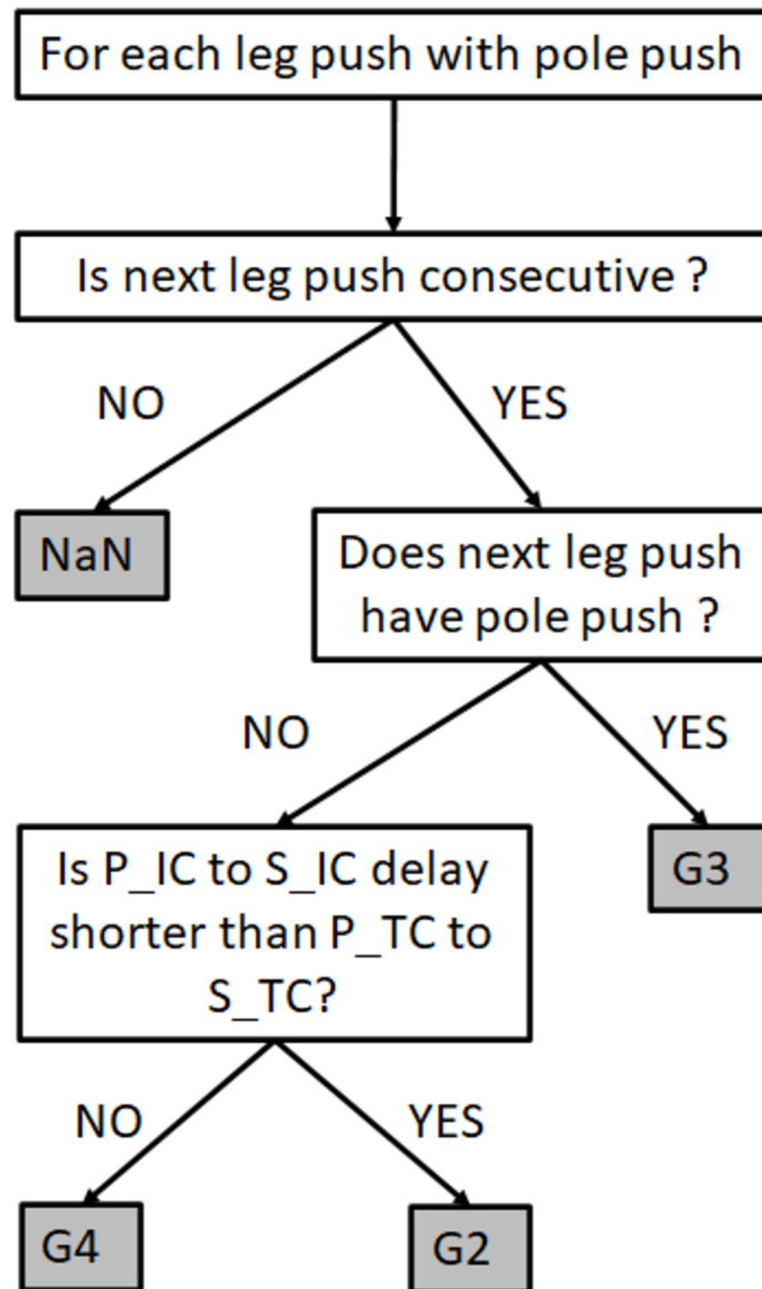 For each leg push with pole push
Is next leg push consecutive ?
NO
YES
NaN
Does next leg push
have pole push ?
NO
YES
Is P_IC to S_IC delay
shorter than P_TC to
S_TC?
G3
NO
YES
G4
G2